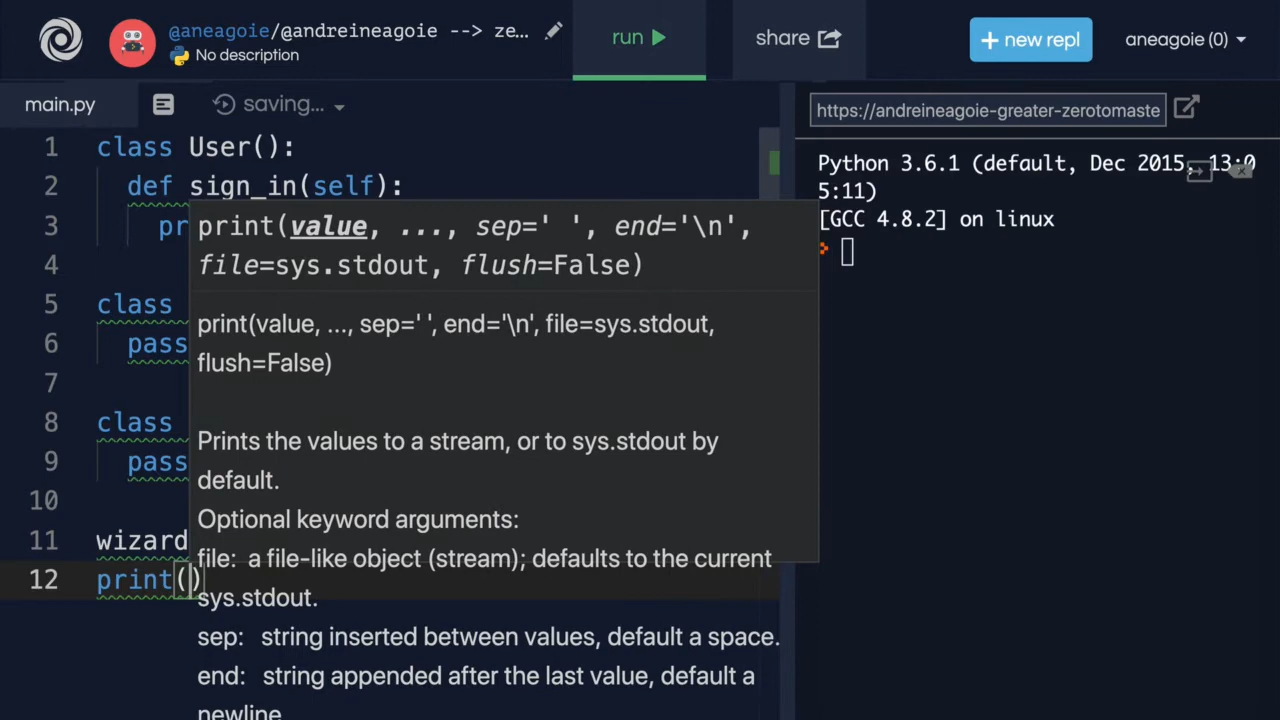 @aneagoie/@andreineagoie --> ze...
No description
run
share
+ new repl
aneagoie (0)
main.py
saving...
https://andreineagoie-greater-zerotomaste
1 class User():
2 def sign_in(self):
3 pr
4
5 class
6 pass
7
8 class
9 pass
10
11 wizard
12 print()
print(value, ..., sep=' ', end='\n',
file=sys.stdout, flush=False)
print(value, ..., sep=' ', end='\n', file=sys.stdout,
flush=False)
Prints the values to a stream, or to sys.stdout by
default.
Optional keyword arguments:
file: a file-like object (stream); defaults to the current
sys.stdout.
sep: string inserted between values, default a space.
end: string appended after the last value, default a
newline
Python 3.6.1 (default, Dec 2015, 13:0
5:11)
[GCC 4.8.2] on linux